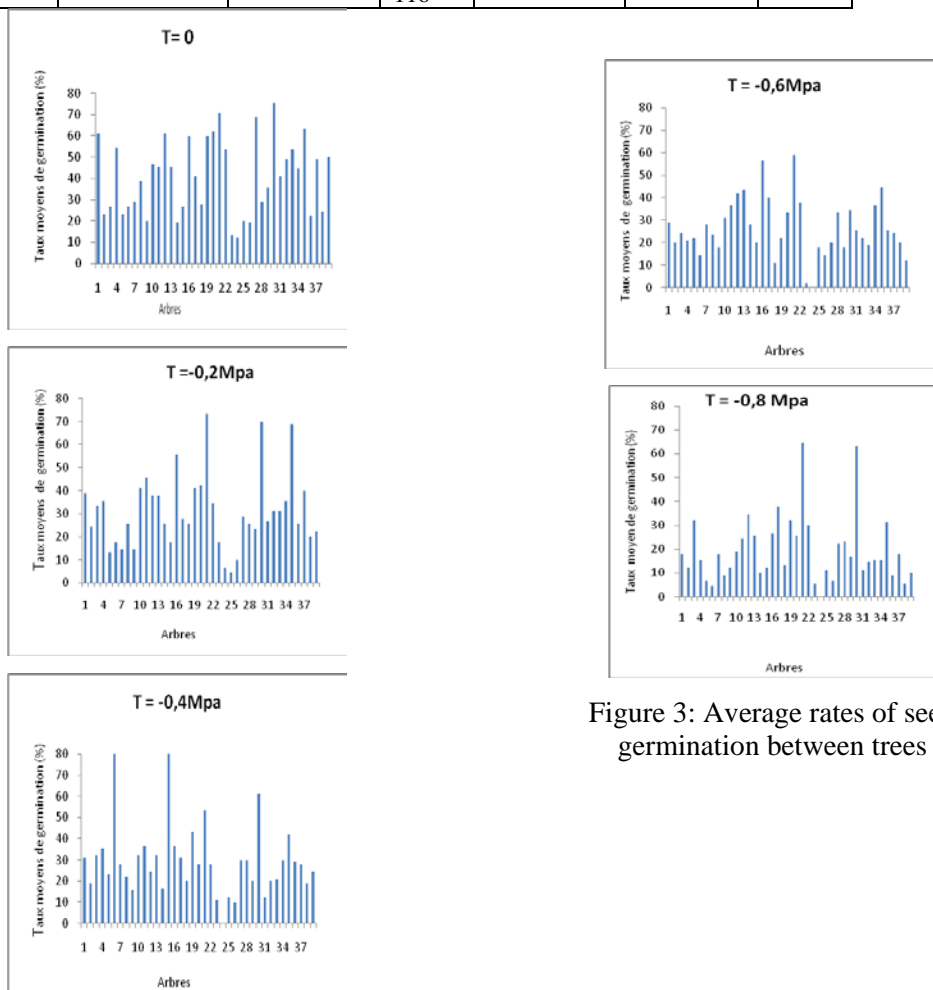 T= 0
Taux moyens de germination (%)
80
70
60
50
40
30
20
10
0
1 4 7 10 13 16 19 22 25 28 31 34 37
Arbres
T =-0,2Mpa
Taux moyens de germination (%)
80
70
60
50
40
30
20
10
0
1 4 7 10 13 16 19 22 25 28 31 34 37
Arbres
T = -0,4Mpa
Taux moyens de germination (%)
80
70
60
50
40
30
20
10
0
1 4 7 10 13 16 19 22 25 28 31 34 37
Arbres
T = -0,6Mpa
Taux moyens de germination (%)
80
70
60
50
40
30
20
10
0
1 4 7 10 13 16 19 22 25 28 31 34 37
Arbres
T = -0,8 Mpa
Taux moyen de germination (%)
80
70
60
50
40
30
20
10
0
1 4 7 10 13 16 19 22 25 28 31 34 37
Arbres
Figure 3: Average rates of see
germination between trees